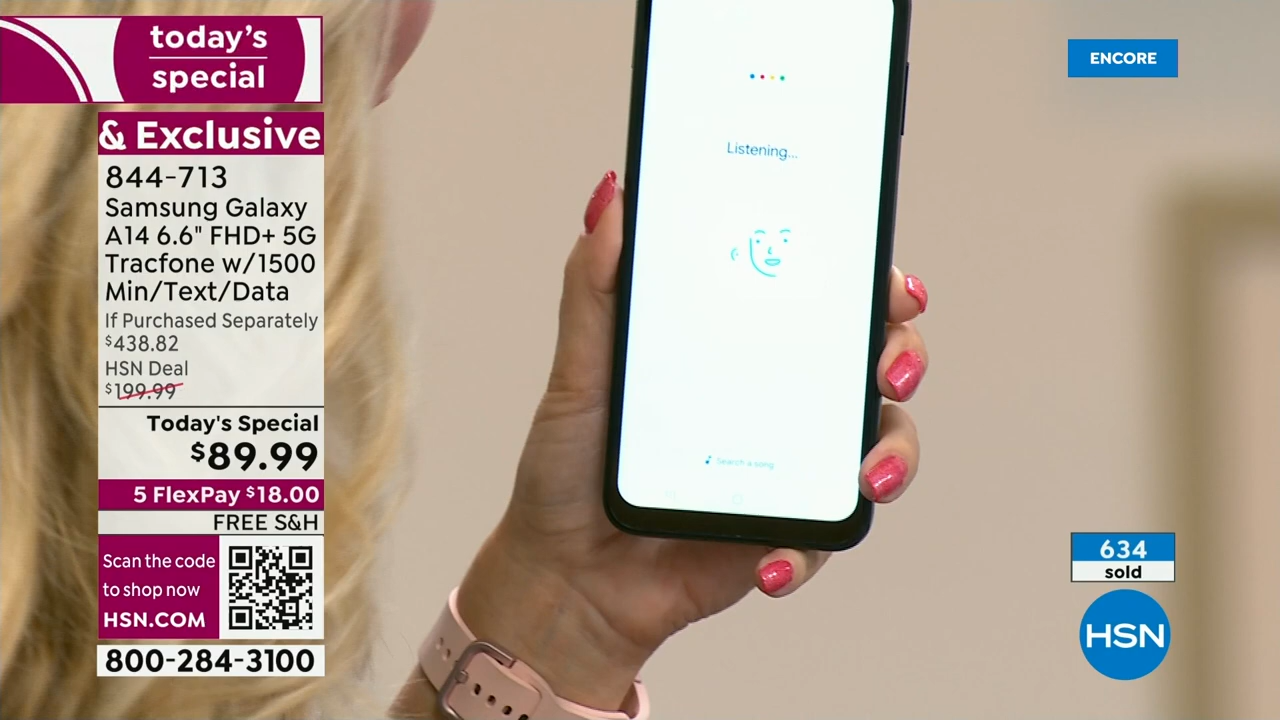 today's
special
& Exclusive
844-713
Samsung Galaxy
A14 6.6" FHD+ 5G
Tracfone w/1500
Min/Text/Data
If Purchased Separately
$438.82
HSN Deal
$199.99
Today's Special
$89.99
5 FlexPay $18.00
FREE S&H
Scan the code
to shop now
HSN.COM
800-284-3100
Listening...
Search a song
ENCORE
634
sold
HSN